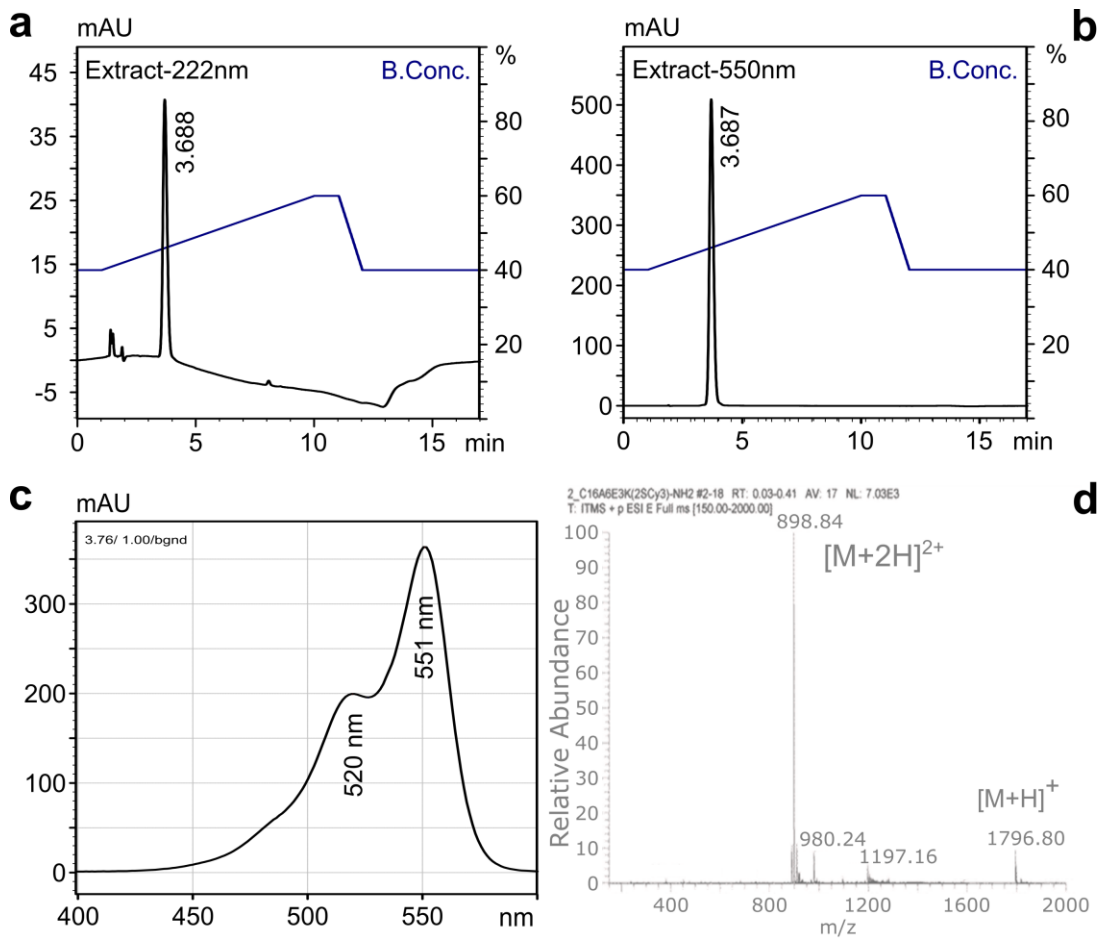 a
mAU
Extract-222nm
B.Conc.
%
45
35
25
15
5
-5
80
60
40
20
3.688
0
5
10
15
min
b
mAU
Extract-550nm
B.Conc.
%
500
400
300
200
100
0
80
60
40
20
3.687
0
5
10
15
min
c
mAU
3.76/ 1.00/bgnd
300
200
100
0
520 nm
551 nm
400
450
500
550
nm
d
2_C16A6E3K(2SCy3)-NH2 #2-18 RT: 0.03-0.41 AV: 17 NL: 7.03E3
T: ITMS + p ESI E Full ms [150.00-2000.00]
898.84
[M+2H]2+
[M+H]+
980.24
1197.16
1796.80
Relative Abundance
100
90
80
70
60
50
40
30
20
10
0
400
800
1200
1600
2000
m/z